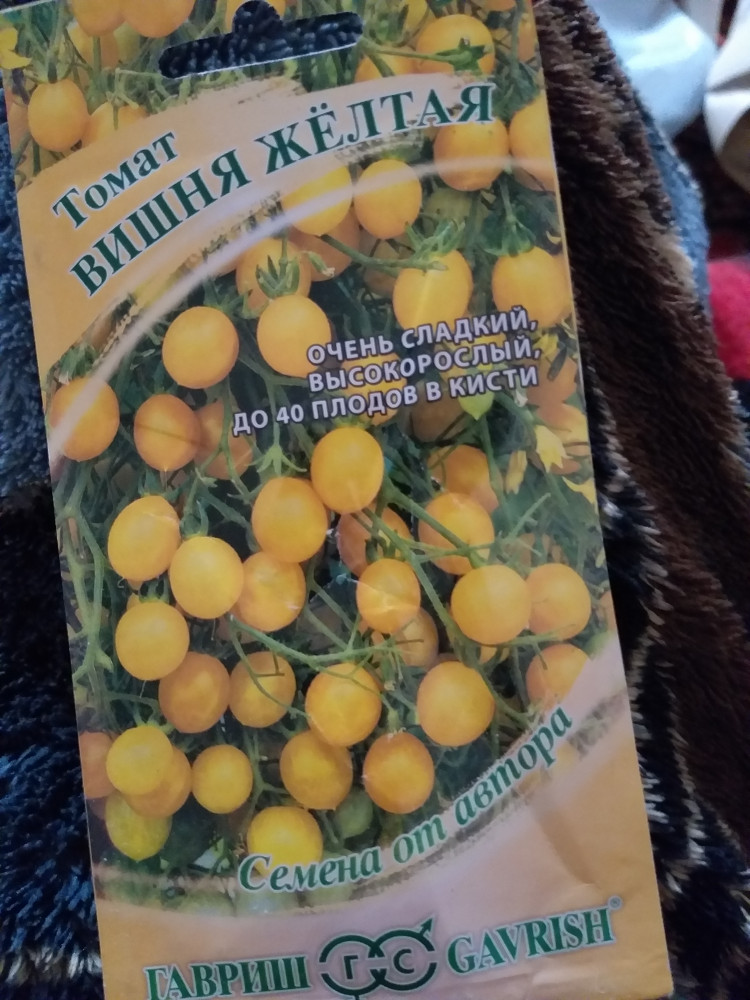 Томат
ВИШНЯ ЖЁЛТАЯ
ОЧЕНЬ СЛАДКИЙ,
ВЫСОКОРОСЛЫЙ,
ДО 40 ПЛОДОВ В КИСТИ
Семена от автора
ГАВРИШ ГС GAVRISH®